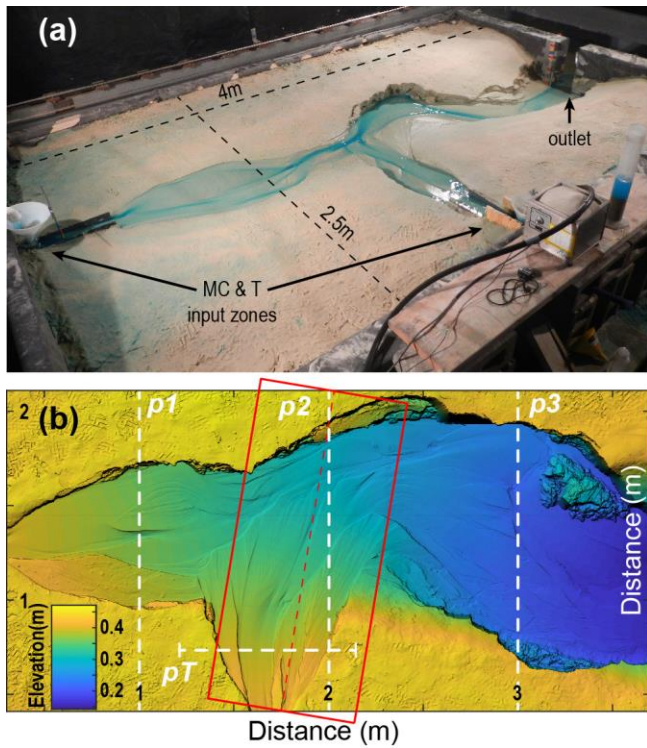 (a)
4m
outlet
2.5m
MC & T
input zones
(b)
2
p1
p2
p3
Distance (m)
1
Elevation(m)
0.4
0.3
0.2
pT
1
2
3
Distance (m)